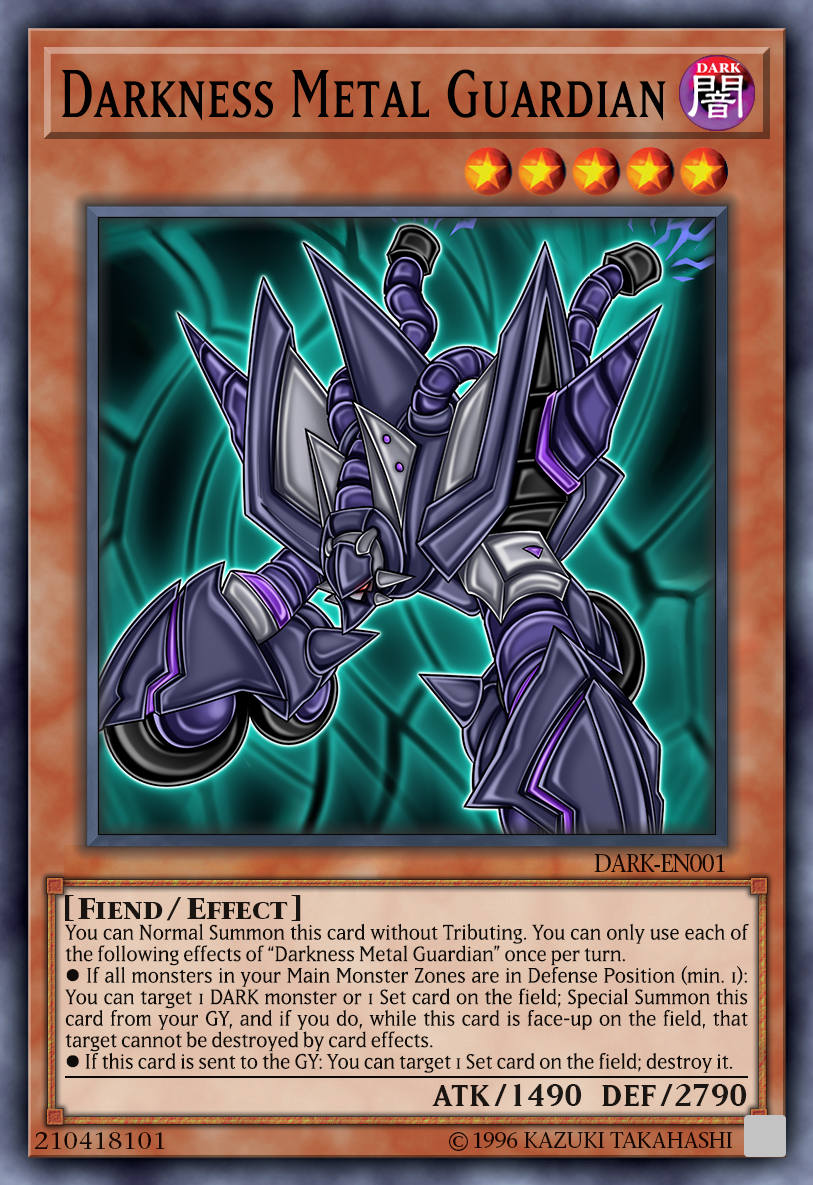 Darkness Metal Guardian
DARK
闇
DARK-EN001
[Fiend / Effect]
You can Normal Summon this card without Tributing. You can only use each of
the following effects of “Darkness Metal Guardian” once per turn.
● If all monsters in your Main Monster Zones are in Defense Position (min. 1):
You can target 1 DARK monster or 1 Set card on the field; Special Summon this
card from your GY, and if you do, while this card is face-up on the field, that
target cannot be destroyed by card effects.
● If this card is sent to the GY: You can target 1 Set card on the field; destroy it.
ATK/1490 DEF/2790
210418101
© 1996 KAZUKI TAKAHASHI